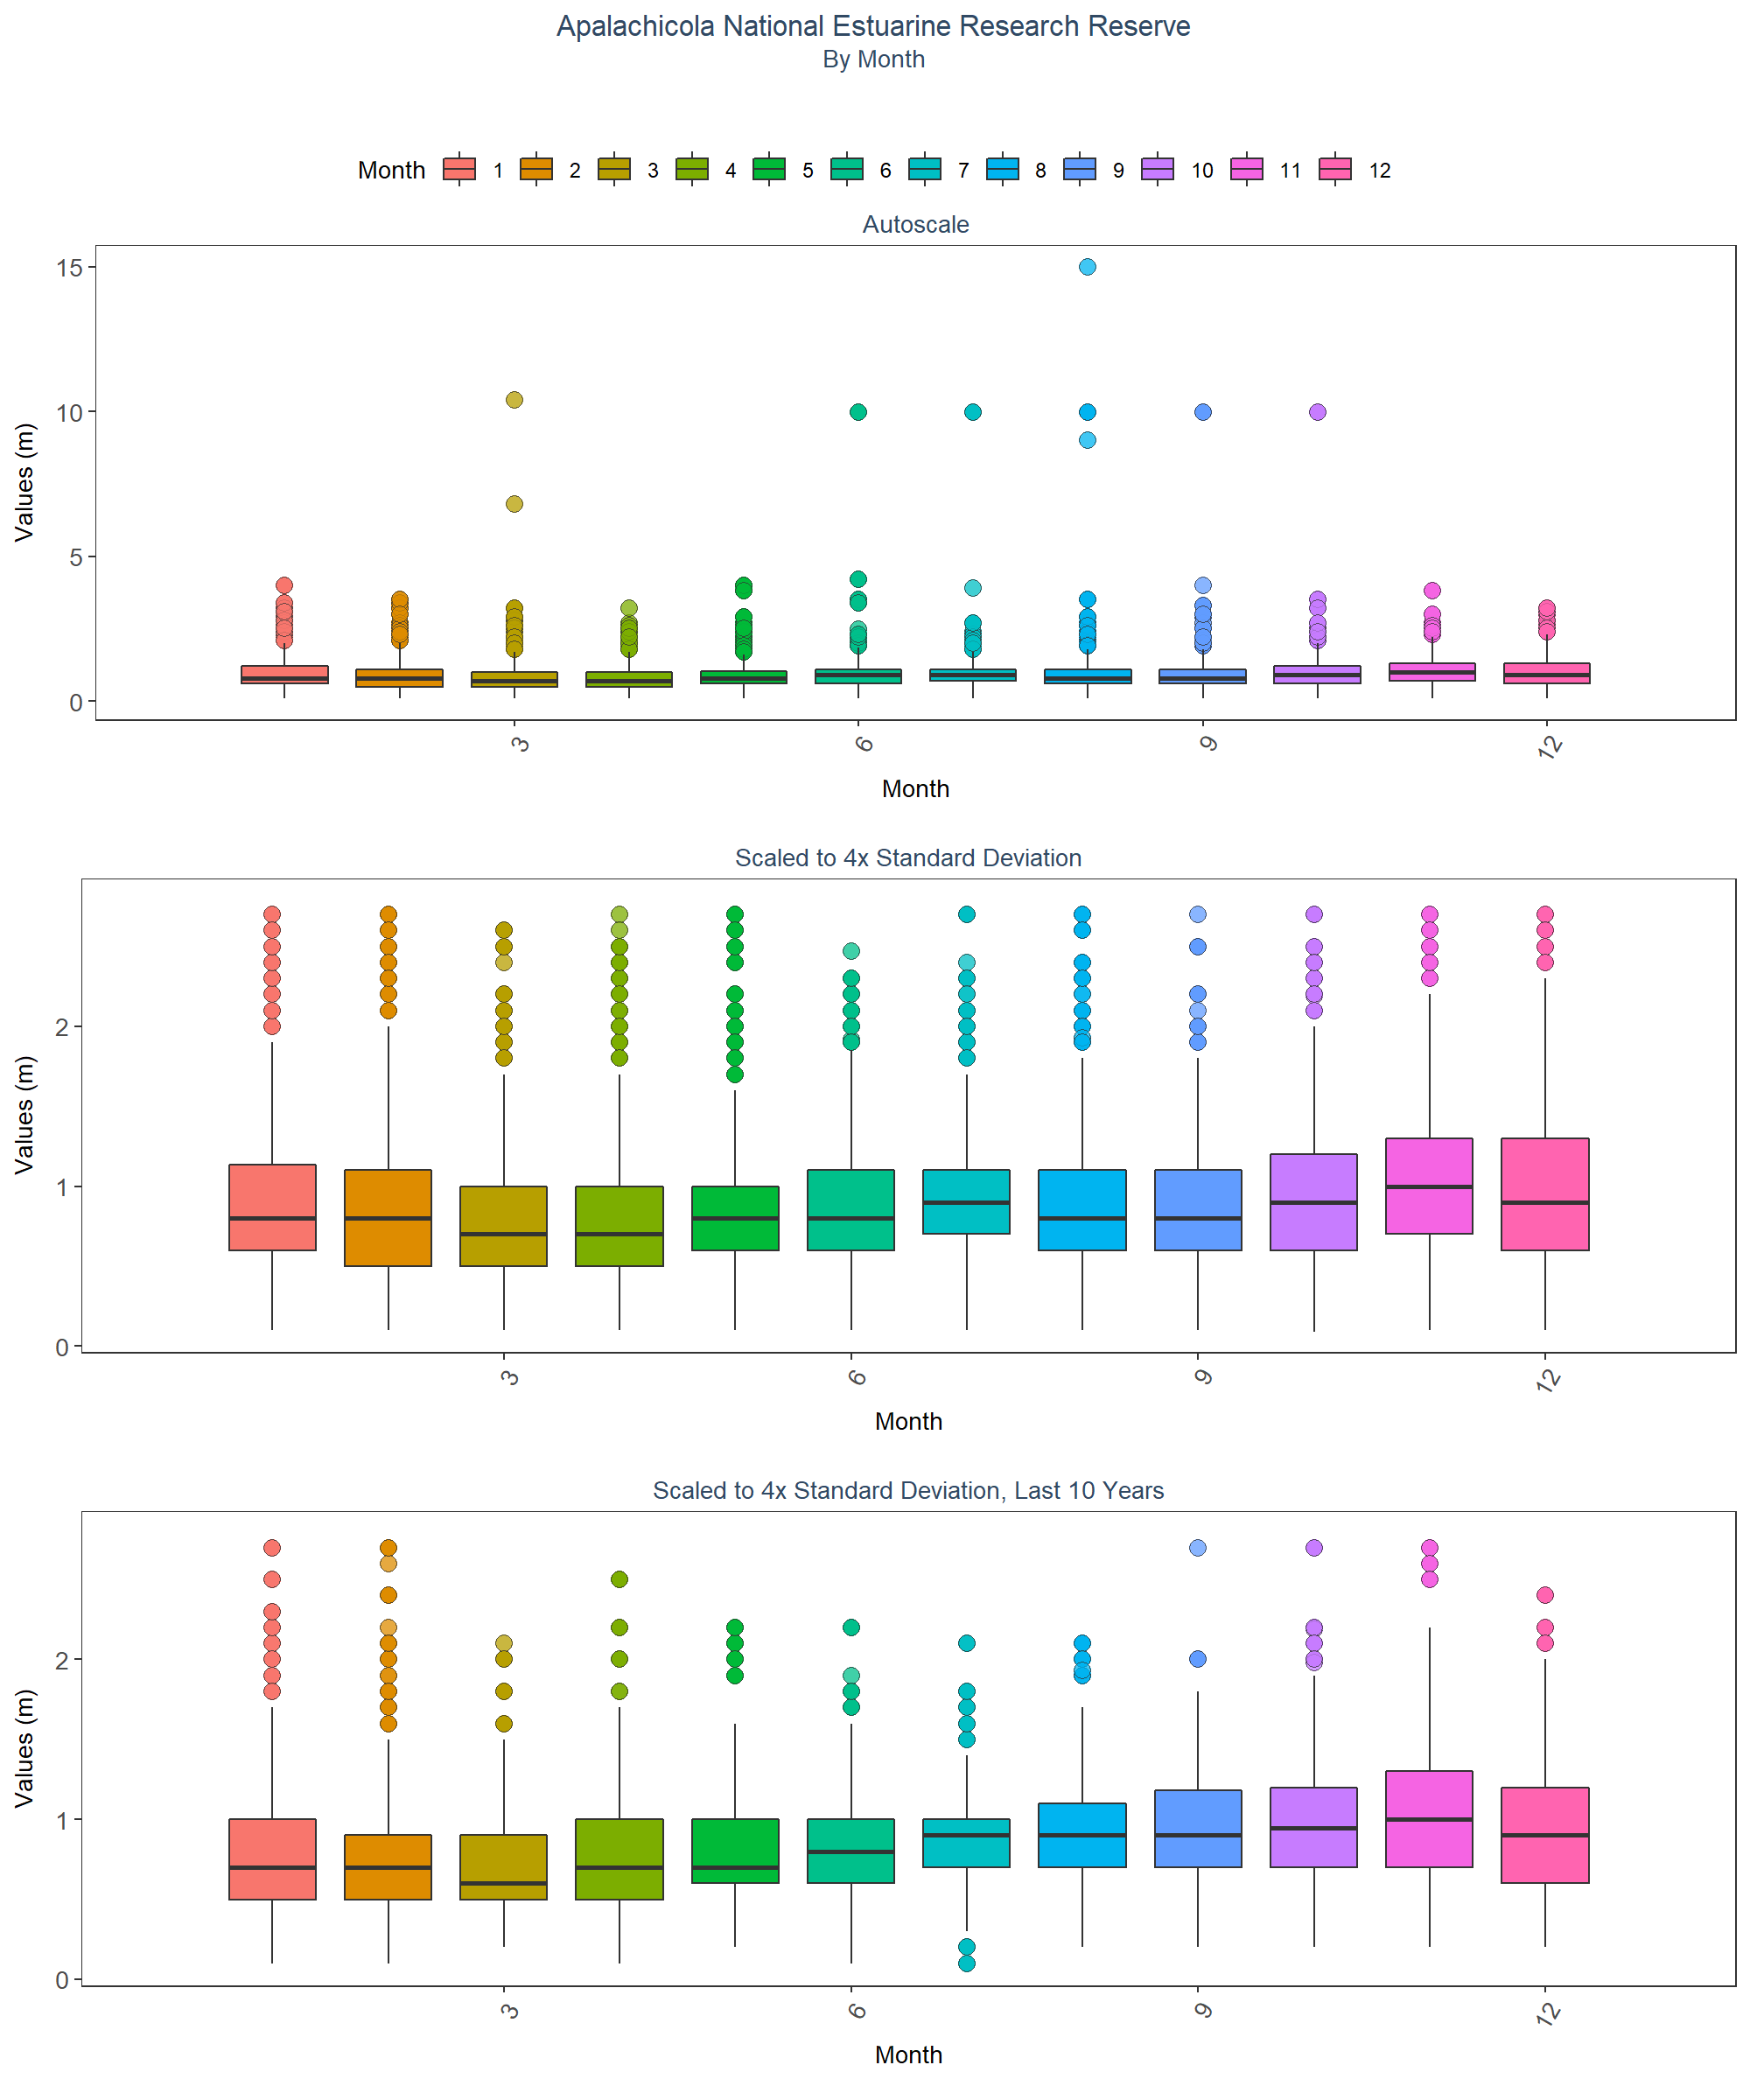 Apalachicola National Estuarine Research Reserve
By Month
Month 1 2 3 4 5 6 7 8 9 10 11 12
Autoscale
Values (m)
15
10
5
0
3 6 9 12
Month
Scaled to 4x Standard Deviation
Values (m)
2
1
0
3 6 9 12
Month
Scaled to 4x Standard Deviation, Last 10 Years
Values (m)
2
1
0
3 6 9 12
Month